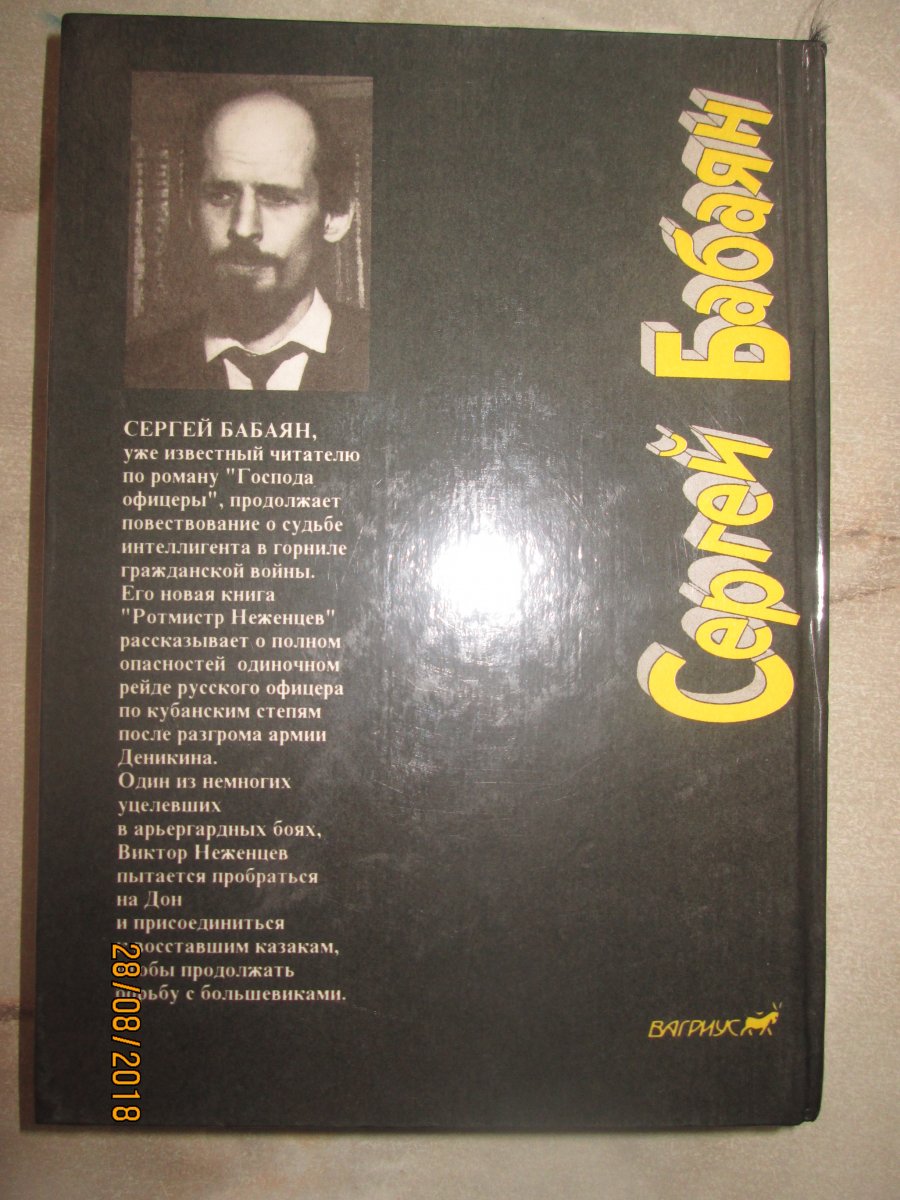 СЕРГЕЙ БАБАЯН,
уже известный читателю
по роману "Господа
офицеры", продолжает
повествование о судьбе
интеллигента в горниле
гражданской войны.
Его новая книга
"Ротмистр Неженцев"
рассказывает о полном
опасностей одиночном
рейде русского офицера
по кубанским степям
после разгрома армии
Деникина.
Один из немногих
уцелевших
в арьергардных боях,
Виктор Неженцев
пытается пробраться
на Дон
и присоединиться
к восставшим казакам,
чтобы продолжать
борьбу с большевиками.
Сергей Бабаян
ВАГРИУС
28/08/2018